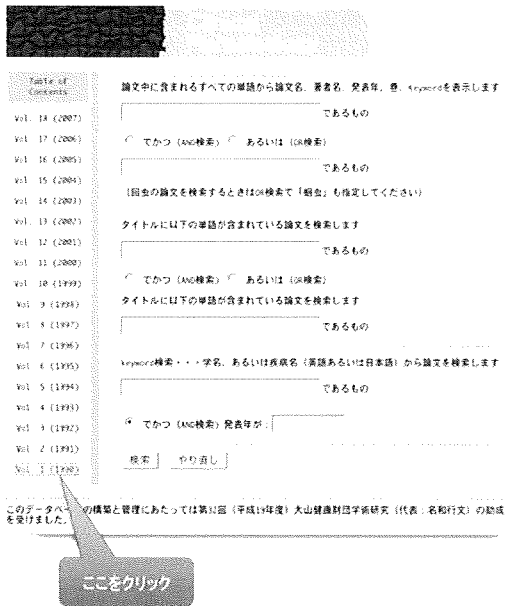 Table of
Contents
Vol. 18 (2007)
Vol. 17 (2006)
Vol. 16 (2005)
Vol. 15 (2004)
Vol. 14 (2003)
Vol. 13 (2002)
Vol. 12 (2001)
Vol. 11 (2000)
Vol. 10 (1999)
Vol. 9 (1998)
Vol. 8 (1997)
Vol. 7 (1996)
Vol. 6 (1995)
Vol. 5 (1994)
Vol. 4 (1993)
Vol. 3 (1992)
Vol. 2 (1991)
Vol. 1 (1990)
論文中に含まれるすべての単語から論文名、著者名、発表年、巻、Keywordを表示します
であるもの
でかつ (AND検索) あるいは (OR検索)
であるもの
(回虫の論文を検索するときはOR検索で「蛔虫」も指定してください)
タイトルに以下の単語が含まれている論文を検索します
であるもの
でかつ (AND検索) あるいは (OR検索)
タイトルに以下の単語が含まれている論文を検索します
であるもの
Keyword検索・・・学名、あるいは疾病名 (英語あるいは日本語) から論文を検索します
であるもの
でかつ (AND検索) 発表年が:
検索 やり直し
このデータベースの構築と管理にあたっては第32回 (平成19年度) 大山健康財団学術研究 (代表:名和行文) の助成
を受けました。
ここをクリック